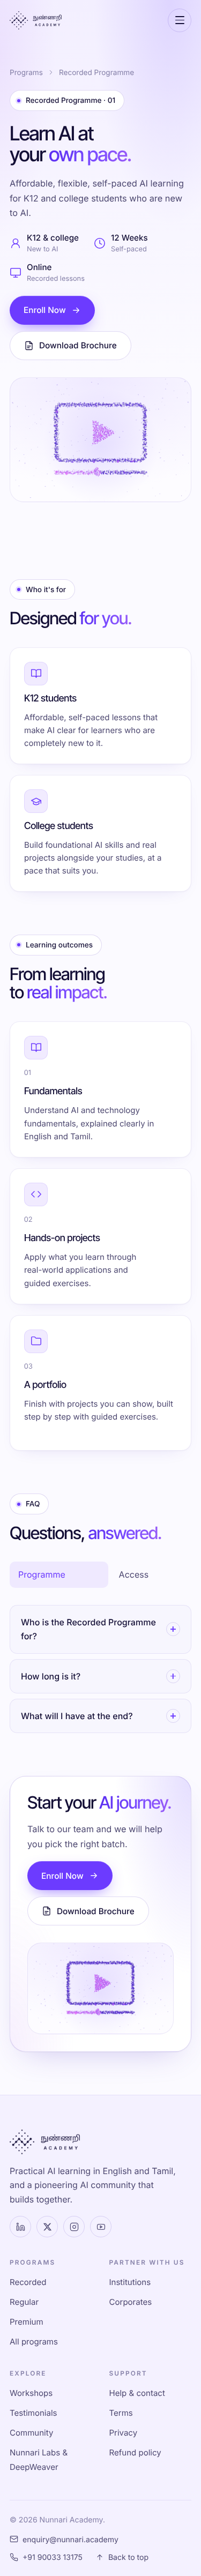 நுண்ணறி
ACADEMY
Programs > Recorded Programme
Recorded Programme · 01
Learn AI at
your own pace.
Affordable, flexible, self-paced AI learning
for K12 and college students who are new
to AI.
K12 & college
New to AI
12 Weeks
Self-paced
Online
Recorded lessons
Enroll Now →
Download Brochure
Who it's for
Designed for you.
K12 students
Affordable, self-paced lessons that
make AI clear for learners who are
completely new to it.
College students
Build foundational AI skills and real
projects alongside your studies, at a
pace that suits you.
Learning outcomes
From learning
to real impact.
01
Fundamentals
Understand AI and technology
fundamentals, explained clearly in
English and Tamil.
02
Hands-on projects
Apply what you learn through
real-world applications and
guided exercises.
03
A portfolio
Finish with projects you can show, built
step by step with guided exercises.
FAQ
Questions, answered.
Programme
Access
Who is the Recorded Programme
for?
How long is it?
What will I have at the end?
Start your AI journey.
Talk to our team and we will help
you pick the right batch.
Enroll Now →
Download Brochure
நுண்ணறி
ACADEMY
Practical AI learning in English and Tamil,
and a pioneering AI community that
builds together.
PROGRAMS
Recorded
Regular
Premium
All programs
PARTNER WITH US
Institutions
Corporates
EXPLORE
Workshops
Testimonials
Community
Nunnari Labs &
DeepWeaver
SUPPORT
Help & contact
Terms
Privacy
Refund policy
© 2026 Nunnari Academy.
enquiry@nunnari.academy
+91 90033 13175
↑ Back to top